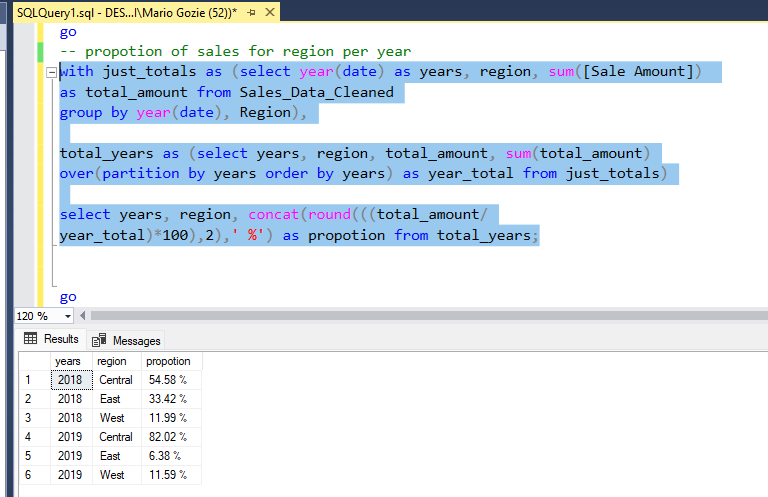 SQLQuery1.sql - DES...I\Mario Gozie (52))*
go
-- propotion of sales for region per year
with just_totals as (select year(date) as years, region, sum([Sale Amount])
as total_amount from Sales_Data_Cleaned
group by year(date), Region),
total_years as (select years, region, total_amount, sum(total_amount)
over(partition by years order by years) as year_total from just_totals)
select years, region, concat(round(((total_amount/
year_total)*100),2),' %') as propotion from total_years;
go
120 %
Results Messages
years region propotion
1 2018 Central 54.58 %
2 2018 East 33.42 %
3 2018 West 11.99 %
4 2019 Central 82.02 %
5 2019 East 6.38 %
6 2019 West 11.59 %